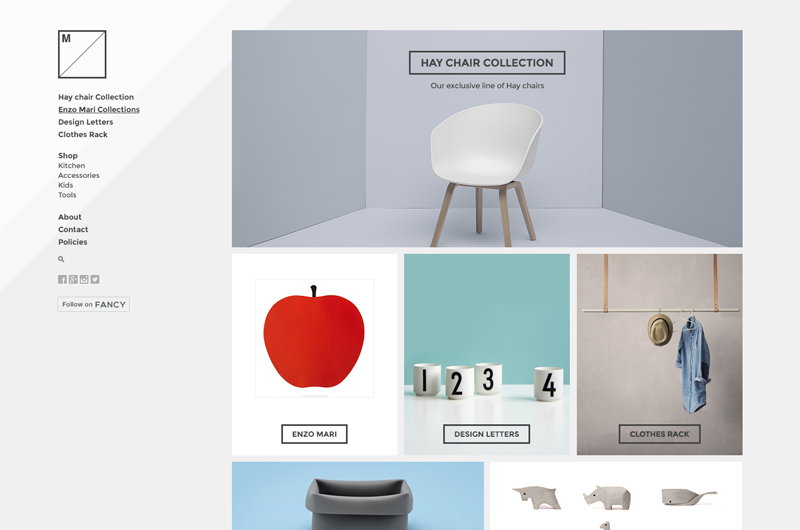 M
Hay chair Collection
Enzo Mari Collections
Design Letters
Clothes Rack
Shop
Kitchen
Accessories
Kids
Tools
About
Contact
Policies
Follow on FANCY
HAY CHAIR COLLECTION
Our exclusive line of Hay chairs
1 2 3 4
ENZO MARI
DESIGN LETTERS
CLOTHES RACK